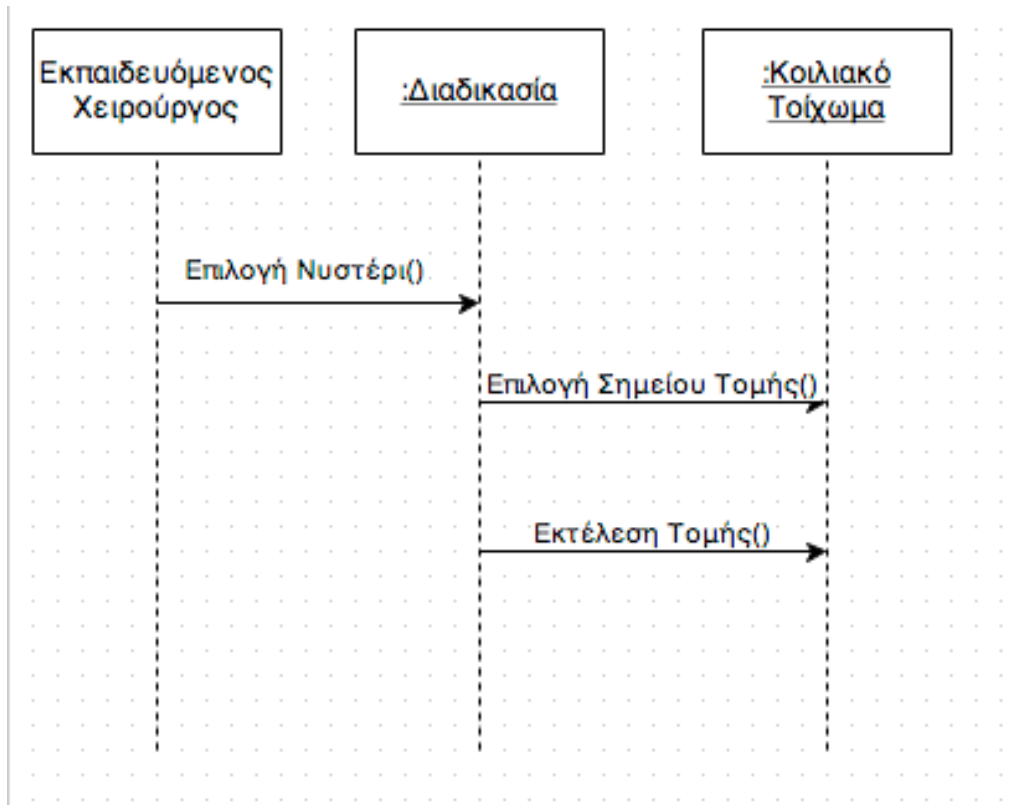 Εκπαιδευόμενος
Χειρούργος
:Διαδικασία
:Κοιλιακό
Τοίχωμα
Επιλογή Νυστέρι()
Επιλογή Σημείου Τομής()
Εκτέλεση Τομής()